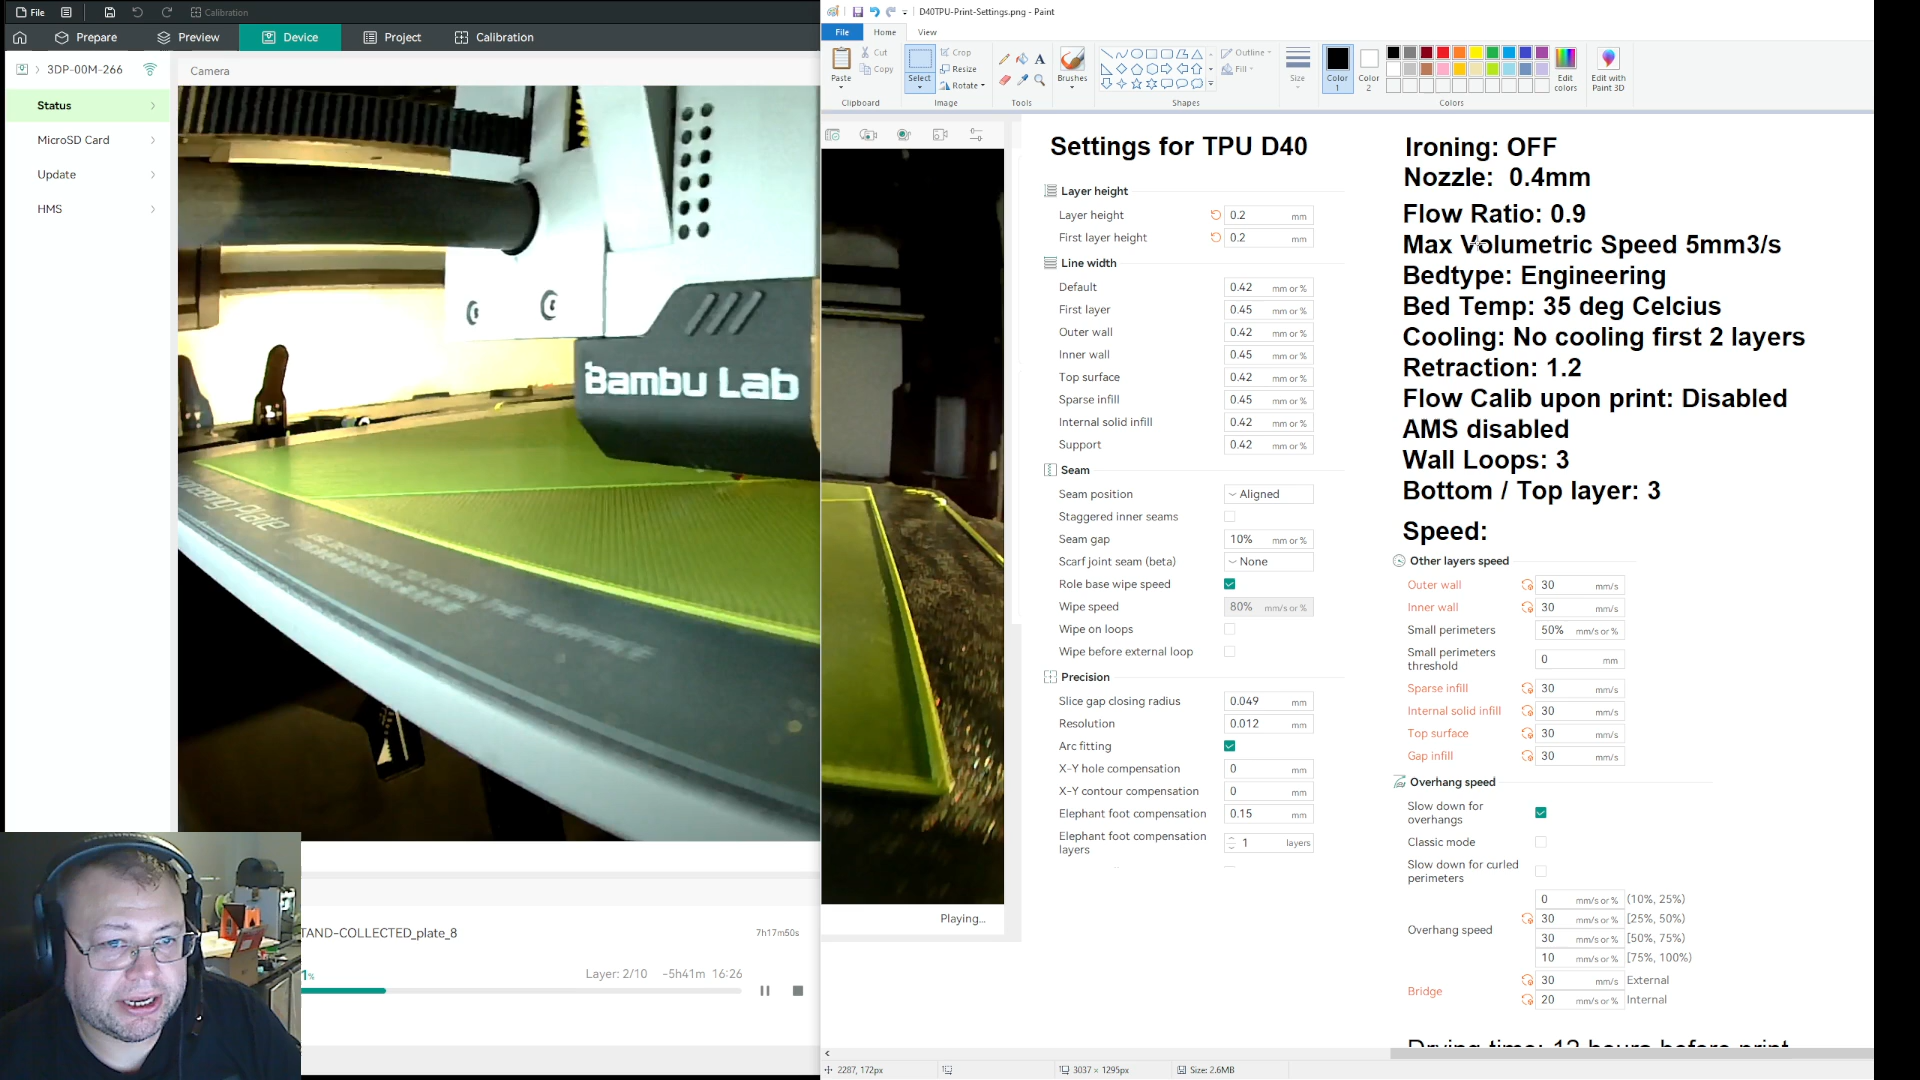 File
Calibration
Prepare
Preview
Device
Project
Calibration
3DP-00M-266
Status
MicroSD Card
Update
HMS
Camera
Bambu Lab
TAND-COLLECTED_plate_8
7h17m50s
1%
Layer: 2/10
-5h41m
16:26
D40TPU-Print-Settings.png - Paint
File
Home
View
Paste
Cut
Copy
Clipboard
Select
Crop
Resize
Rotate
Image
Tools
Brushes
Shapes
Outline
Fill
Size
Color 1
Color 2
Colors
Edit colors
Edit with Paint 3D
Playing...
Settings for TPU D40
Layer height
Layer height 0.2 mm
First layer height 0.2 mm
Line width
Default 0.42 mm or %
First layer 0.45 mm or %
Outer wall 0.42 mm or %
Inner wall 0.45 mm or %
Top surface 0.42 mm or %
Sparse infill 0.45 mm or %
Internal solid infill 0.42 mm or %
Support 0.42 mm or %
Seam
Seam position Aligned
Staggered inner seams
Seam gap 10% mm or %
Scarf joint seam (beta) None
Role base wipe speed
Wipe speed 80% mm/s or %
Wipe on loops
Wipe before external loop
Precision
Slice gap closing radius 0.049 mm
Resolution 0.012 mm
Arc fitting
X-Y hole compensation 0 mm
X-Y contour compensation 0 mm
Elephant foot compensation 0.15 mm
Elephant foot compensation layers 1 layers
Ironing: OFF
Nozzle: 0.4mm
Flow Ratio: 0.9
Max Volumetric Speed 5mm3/s
Bedtype: Engineering
Bed Temp: 35 deg Celcius
Cooling: No cooling first 2 layers
Retraction: 1.2
Flow Calib upon print: Disabled
AMS disabled
Wall Loops: 3
Bottom / Top layer: 3
Speed:
Other layers speed
Outer wall 30 mm/s
Inner wall 30 mm/s
Small perimeters 50% mm/s or %
Small perimeters threshold 0 mm
Sparse infill 30 mm/s
Internal solid infill 30 mm/s
Top surface 30 mm/s
Gap infill 30 mm/s
Overhang speed
Slow down for overhangs
Classic mode
Slow down for curled perimeters
Overhang speed
0 mm/s or % (10%, 25%)
30 mm/s or % [25%, 50%)
30 mm/s or % [50%, 75%)
10 mm/s or % [75%, 100%)
Bridge
30 mm/s External
20 mm/s or % Internal
Drying time: 12 hours before print
2287, 172px
3037 × 1295px
Size: 2.6MB